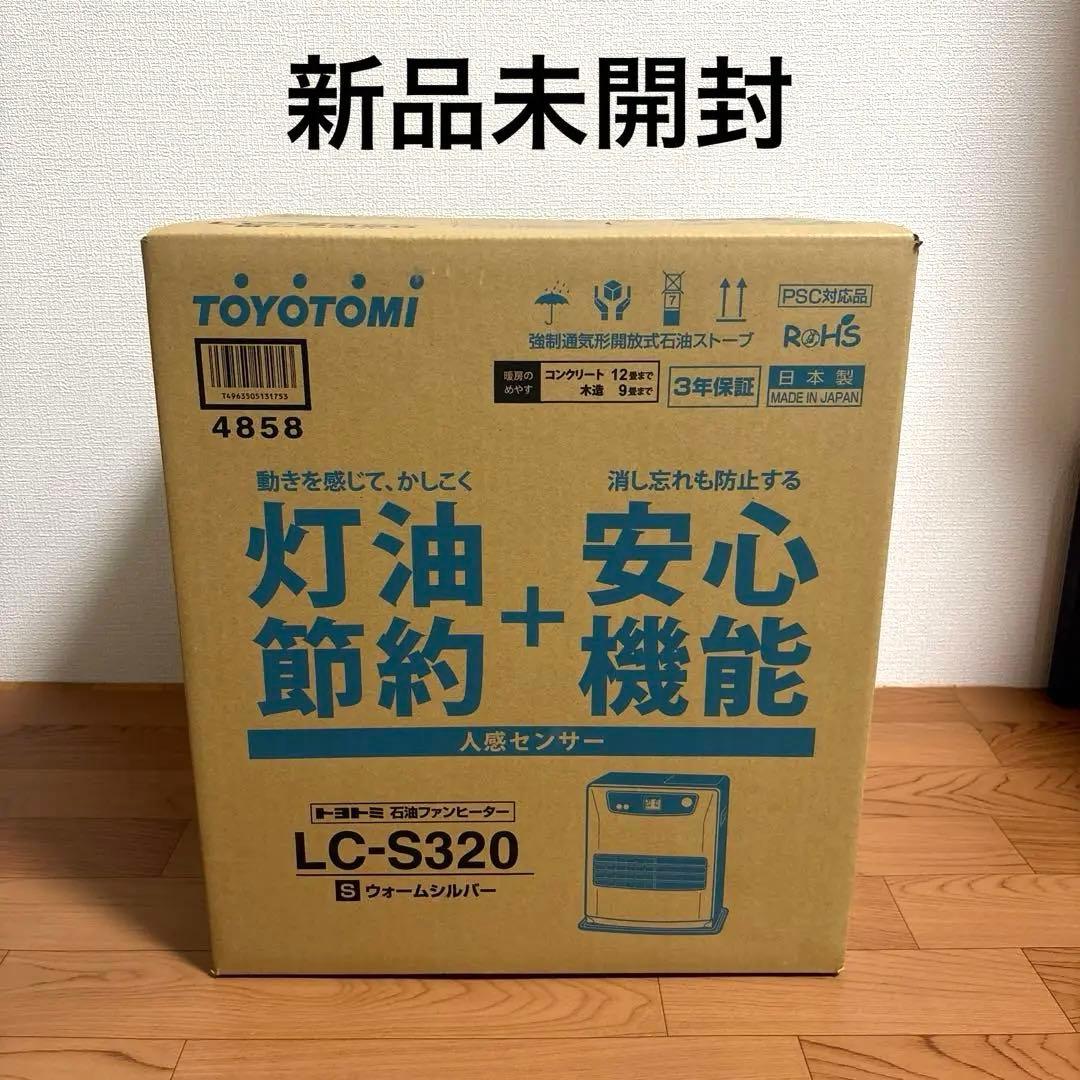 新品未開封
TOYOTOMI
T4963505131753
4858
7
強制通気形開放式石油ストーブ
PSC対応品
RoHS
暖房の
めやす
コンクリート 12畳まで
木造 9畳まで
3年保証
日本製
MADE IN JAPAN
動きを感じて、かしこく
灯油
節約
+
消し忘れも防止する
安心
機能
人感センサー
トヨトミ 石油ファンヒーター
LC-S320
S ウォームシルバー